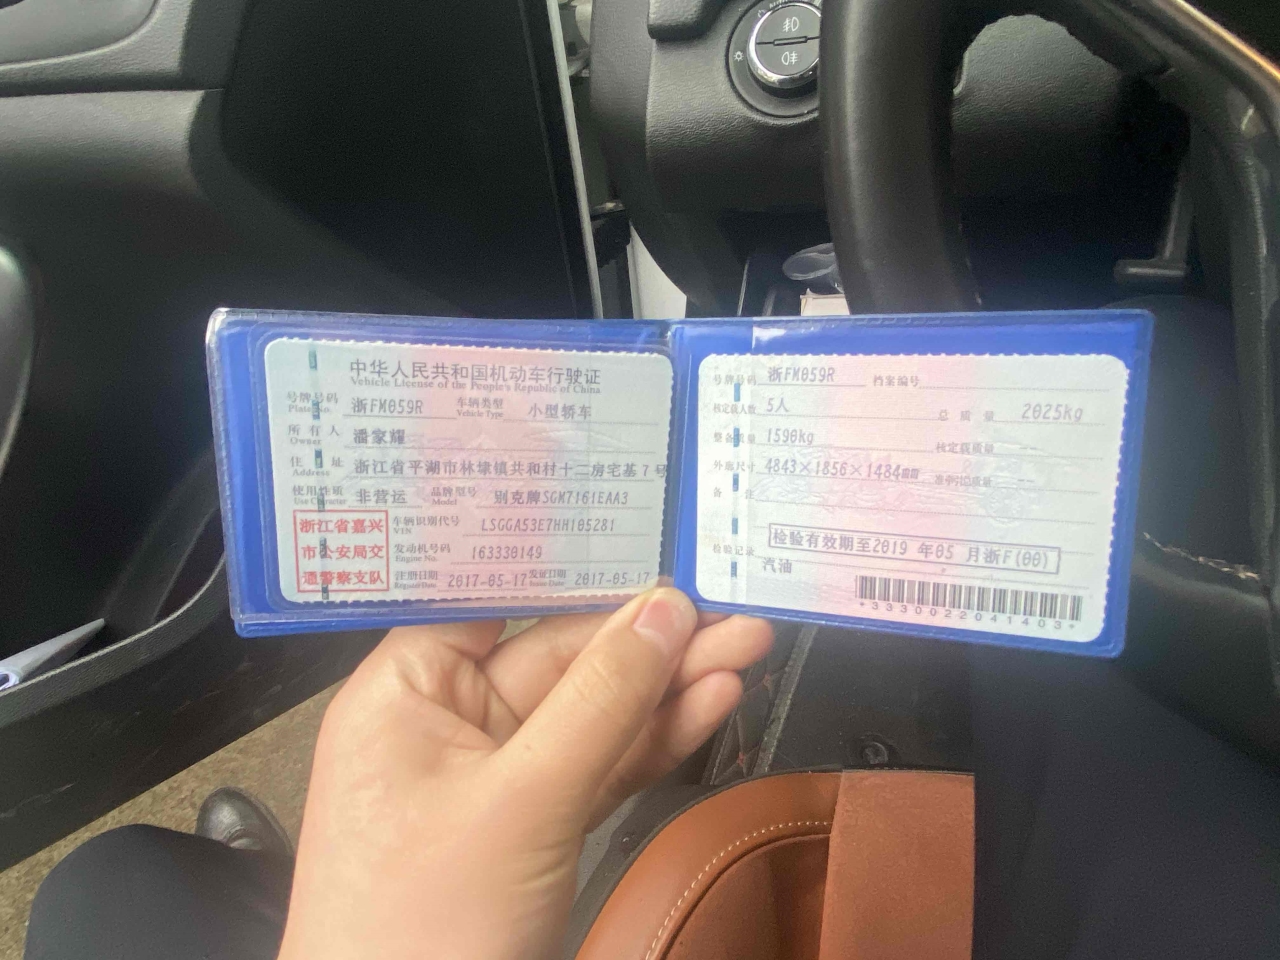 中华人民共和国机动车行驶证
Vehicle License of the People's Republic of China
号牌号码 浙FM059R 车辆类型 小型轿车
Plate No. Vehicle Type
所有人 潘家耀
Owner
住址 浙江省平湖市林埭镇共和村十二房宅基7号
Address
使用性质 非营运 品牌型号 别克牌SGM7161EAA3
Use Character Model
浙江省嘉兴
市公安局交
通警察支队
车辆识别代号 LSGGA53E7HH105281
VIN
发动机号码 163330149
Engine No.
注册日期 2017-05-17 发证日期 2017-05-17
Register Date Issue Date
号牌号码 浙FM059R 档案编号
核定载人数 5人 总质量 2025kg
整备质量 1590kg 核定载质量 --
外廓尺寸 4843×1856×1484mm 准牵引总质量 --
备注
检验有效期至2019年05月浙F(00)
检验记录
汽油
*3330022041403*